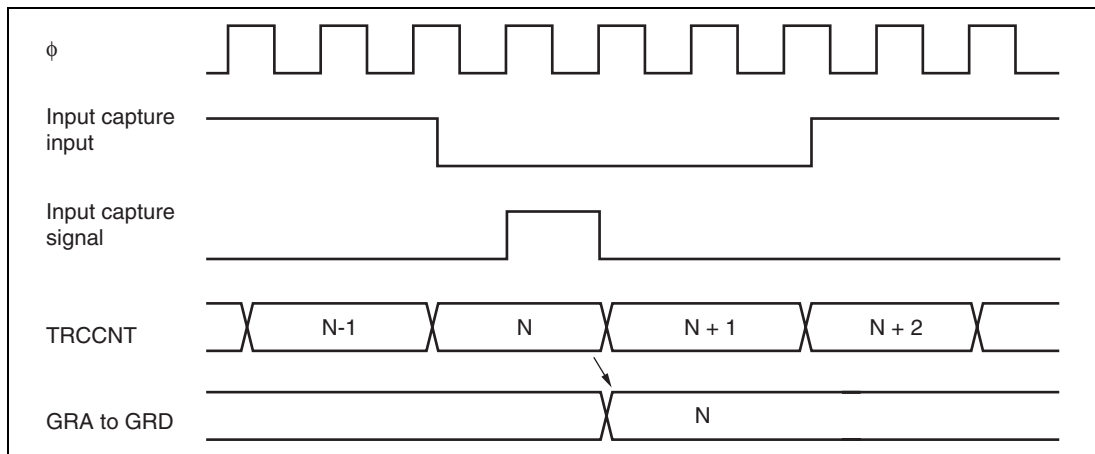 ϕ
Input capture
input
Input capture
signal
TRCCNT
N-1
N
N + 1
N + 2
GRA to GRD
N